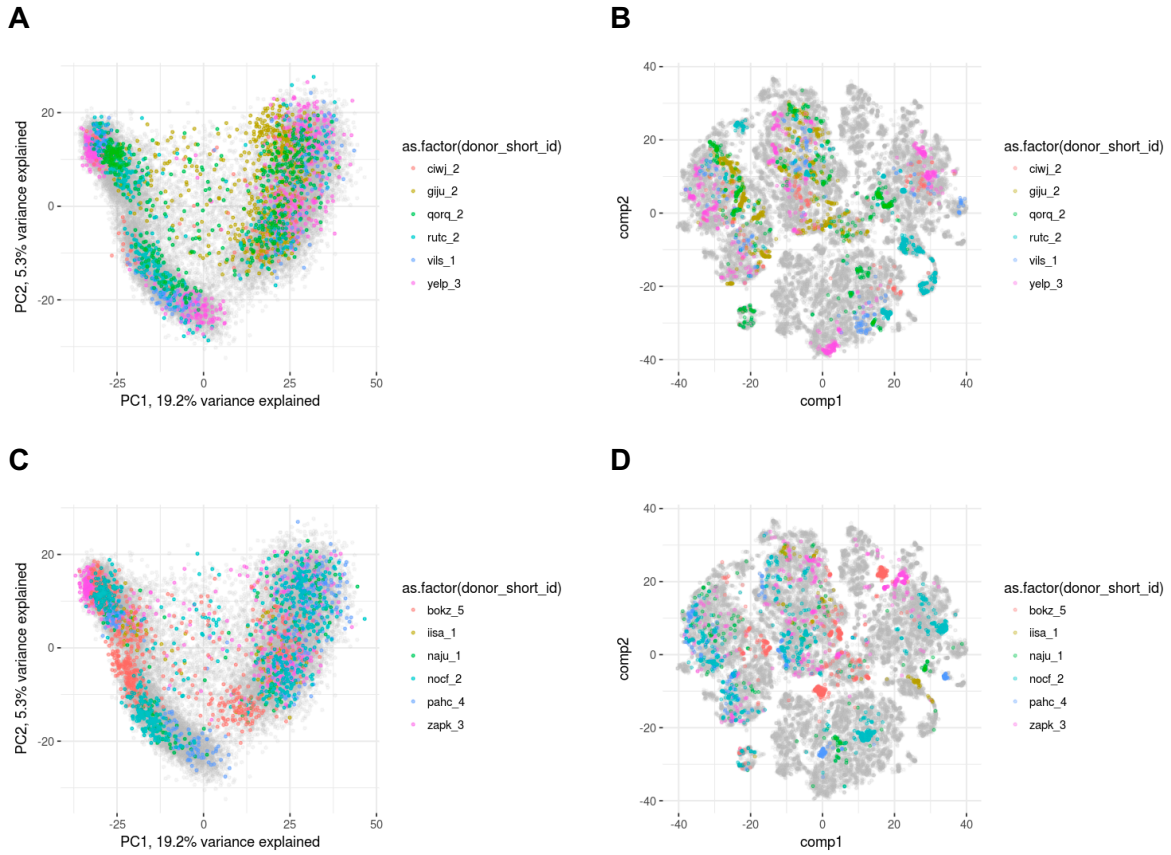 A
20
0
-20
-25
0
25
50
PC2, 5.3% variance explained
PC1, 19.2% variance explained
as.factor(donor_short_id)
ciwj_2
giju_2
qorq_2
rutc_2
vils_1
yelp_3
B
40
20
0
-20
-40
-40
-20
0
20
40
comp2
comp1
as.factor(donor_short_id)
ciwj_2
giju_2
qorq_2
rutc_2
vils_1
yelp_3
C
20
0
-20
-25
0
25
50
PC2, 5.3% variance explained
PC1, 19.2% variance explained
as.factor(donor_short_id)
bokz_5
iisa_1
naju_1
nocf_2
pahc_4
zapk_3
D
40
20
0
-20
-40
-40
-20
0
20
40
comp2
comp1
as.factor(donor_short_id)
bokz_5
iisa_1
naju_1
nocf_2
pahc_4
zapk_3